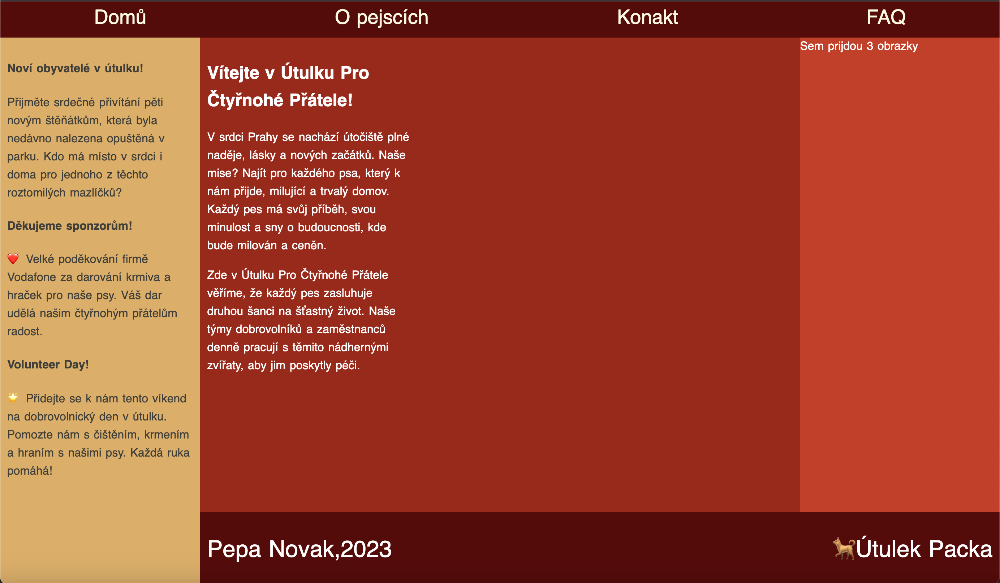 Domů
O pejscích
Konakt
FAQ
Noví obyvatelé v útulku!
Přijměte srdečné přivítání pěti
novým štěňátkům, která byla
nedávno nalezena opuštěná v
parku. Kdo má místo v srdci i
doma pro jednoho z těchto
roztomilých mazlíčků?
Děkujeme sponzorům!
❤️ Velké poděkování firmě
Vodafone za darování krmiva a
hraček pro naše psy. Váš dar
udělá našim čtyřnohým přátelům
radost.
Volunteer Day!
🌟 Přidejte se k nám tento víkend
na dobrovolnický den v útulku.
Pomozte nám s čištěním, krmením
a hraním s našimi psy. Každá ruka
pomáhá!
Vítejte v Útulku Pro
Čtyřnohé Přátele!
V srdci Prahy se nachází útočiště plné
naděje, lásky a nových začátků. Naše
mise? Najít pro každého psa, který k
nám přijde, milující a trvalý domov.
Každý pes má svůj příběh, svou
minulost a sny o budoucnosti, kde
bude milován a ceněn.
Zde v Útulku Pro Čtyřnohé Přátele
věříme, že každý pes zasluhuje
druhou šanci na šťastný život. Naše
týmy dobrovolníků a zaměstnanců
denně pracují s těmito nádhernými
zvířaty, aby jim poskytly péči.
Sem prijdou 3 obrazky
Pepa Novak,2023
🐕Útulek Packa